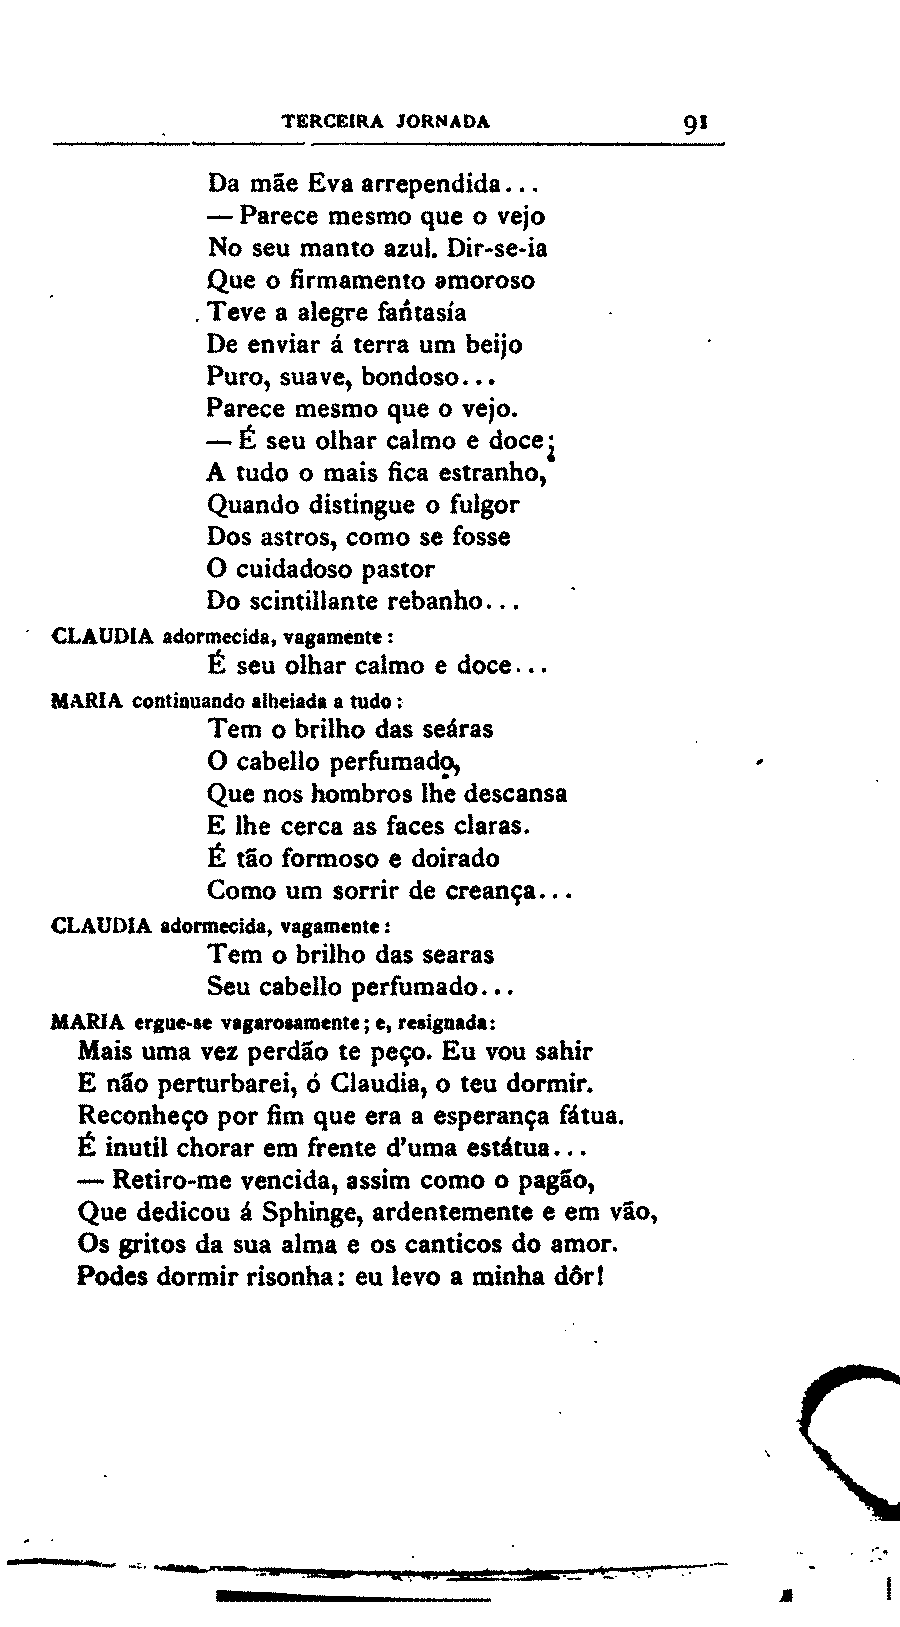 TERCEIRA JORNADA 91
Da mãe Eva arrependida...
— Parece mesmo que o vejo
No seu manto azul. Dir-se-ia
Que o firmamento amoroso
Teve a alegre fantasía
De enviar á terra um beijo
Puro, suave, bondoso...
Parece mesmo que o vejo.
— É seu olhar calmo e doce;
A tudo o mais fica estranho,
Quando distingue o fulgor
Dos astros, como se fosse
O cuidadoso pastor
Do scintillante rebanho...
CLAUDIA adormecida, vagamente:
É seu olhar calmo e doce...
MARIA continuando alheiada a tudo:
Tem o brilho das seáras
O cabello perfumado,
Que nos hombros lhe descansa
E lhe cerca as faces claras.
É tão formoso e doirado
Como um sorrir de creança...
CLAUDIA adormecida, vagamente:
Tem o brilho das searas
Seu cabello perfumado...
MARIA ergue-se vagarosamente; e, resignada:
Mais uma vez perdão te peço. Eu vou sahir
E não perturbarei, ó Claudia, o teu dormir.
Reconheço por fim que era a esperança fátua.
É inutil chorar em frente d'uma estátua...
— Retiro-me vencida, assim como o pagão,
Que dedicou á Sphinge, ardentemente e em vão,
Os gritos da sua alma e os canticos do amor.
Podes dormir risonha: eu levo a minha dôr!